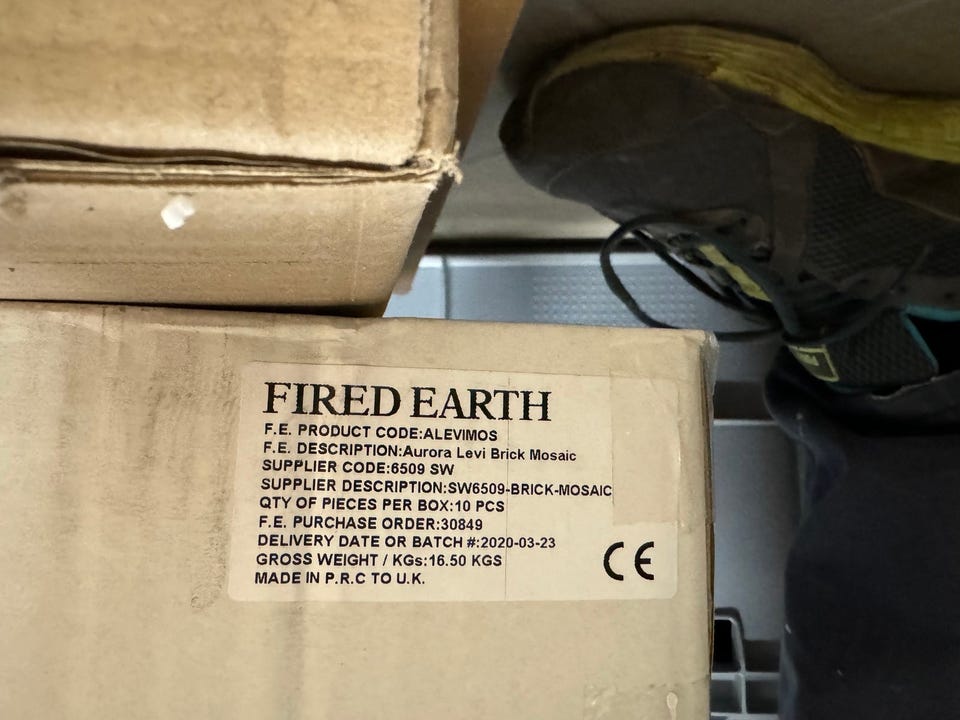 FIRED EARTH
F.E. PRODUCT CODE:ALEVIMOS
F.E. DESCRIPTION:Aurora Levi Brick Mosaic
SUPPLIER CODE:6509 SW
SUPPLIER DESCRIPTION:SW6509-BRICK-MOSAIC
QTY OF PIECES PER BOX:10 PCS
F.E. PURCHASE ORDER:30849
DELIVERY DATE OR BATCH #:2020-03-23
GROSS WEIGHT / KGs:16.50 KGS
MADE IN P.R.C TO U.K.
CE